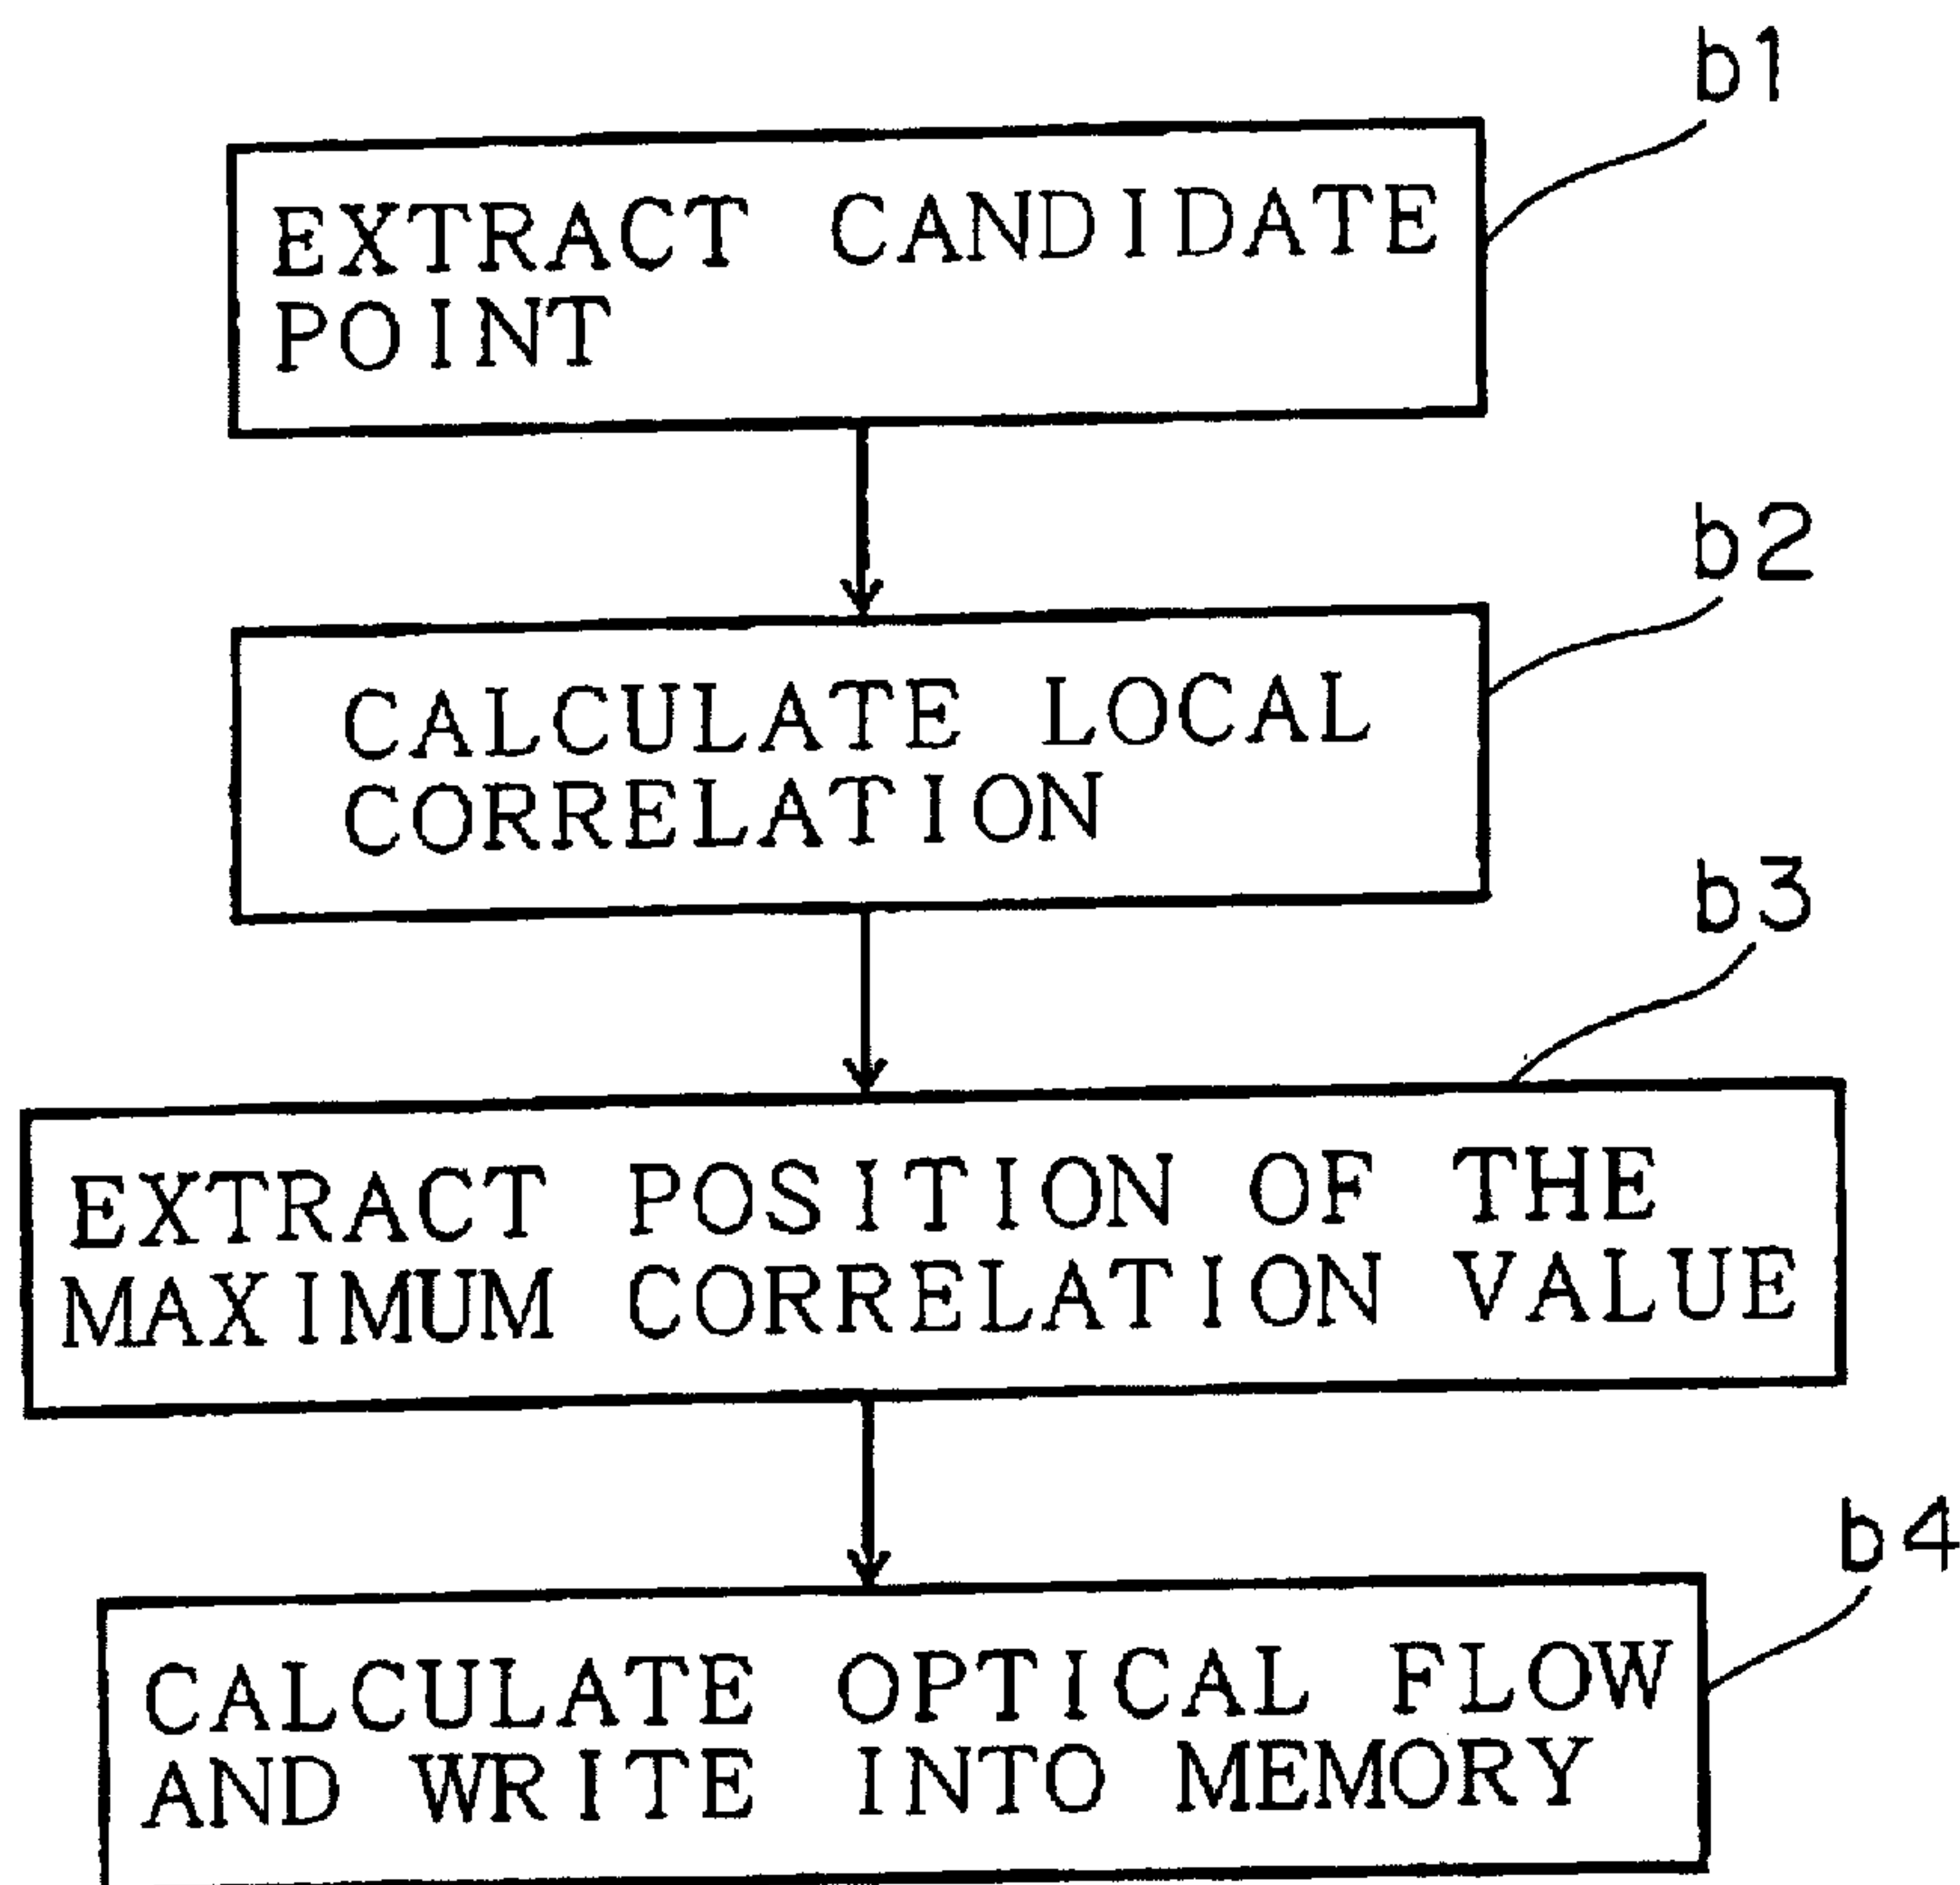 b1
EXTRACT CANDIDATE
POINT
b2
CALCULATE LOCAL
CORRELATION
b3
EXTRACT POSITION OF THE
MAXIMUM CORRELATION VALUE
b4
CALCULATE OPTICAL FLOW
AND WRITE INTO MEMORY